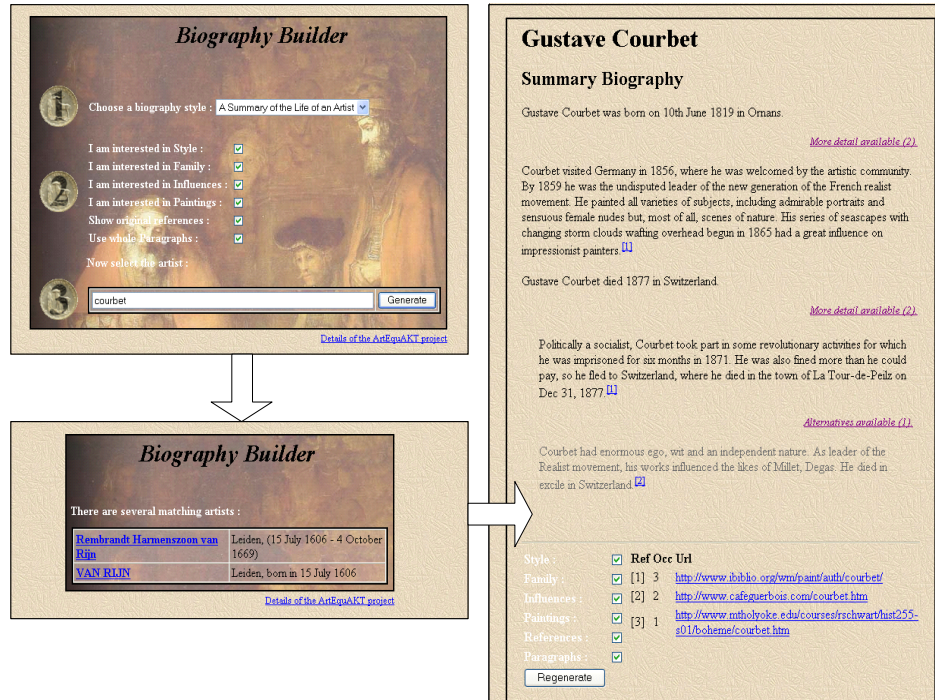 Biography Builder
1
Choose a biography style : A Summary of the Life of an Artist
I am interested in Style :
I am interested in Family :
2
I am interested in Influences :
I am interested in Paintings :
Show original references :
Use whole Paragraphs :
Now select the artist :
3
courbet
Generate
Details of the ArtEquAKT project
Biography Builder
There are several matching artists :
Rembrandt Harmenszoon van Leiden, (15 July 1606 - 4 October
Rijn 1669)
VAN RIJN Leiden, born in 15 July 1606
Details of the ArtEquAKT project
Gustave Courbet
Summary Biography
Gustave Courbet was born on 10th June 1819 in Ornans.
More detail available (2).
Courbet visited Germany in 1856, where he was welcomed by the artistic community.
By 1859 he was the undisputed leader of the new generation of the French realist
movement. He painted all varieties of subjects, including admirable portraits and
sensuous female nudes but, most of all, scenes of nature. His series of seascapes with
changing storm clouds wafting overhead begun in 1865 had a great influence on
impressionist painters.[1]
Gustave Courbet died 1877 in Switzerland.
More detail available (2).
Politically a socialist, Courbet took part in some revolutionary activities for which
he was imprisoned for six months in 1871. He was also fined more than he could
pay, so he fled to Switzerland, where he died in the town of La Tour-de-Peilz on
Dec 31, 1877.[1]
Alternatives available (1).
Courbet had enormous ego, wit and an independent nature. As leader of the
Realist movement, his works influenced the likes of Millet, Degas. He died in
excile in Switzerland.[2]
Style : Ref Occ Url
Family : [1] 3 http://www.ibiblio.org/wm/paint/auth/courbet/
Influences : [2] 2 http://www.cafeguerbois.com/courbet.htm
Paintings : [3] 1 http://www.mtholyoke.edu/courses/rschwart/hist255-
References : s01/boheme/courbet.htm
Paragraphs :
Regenerate